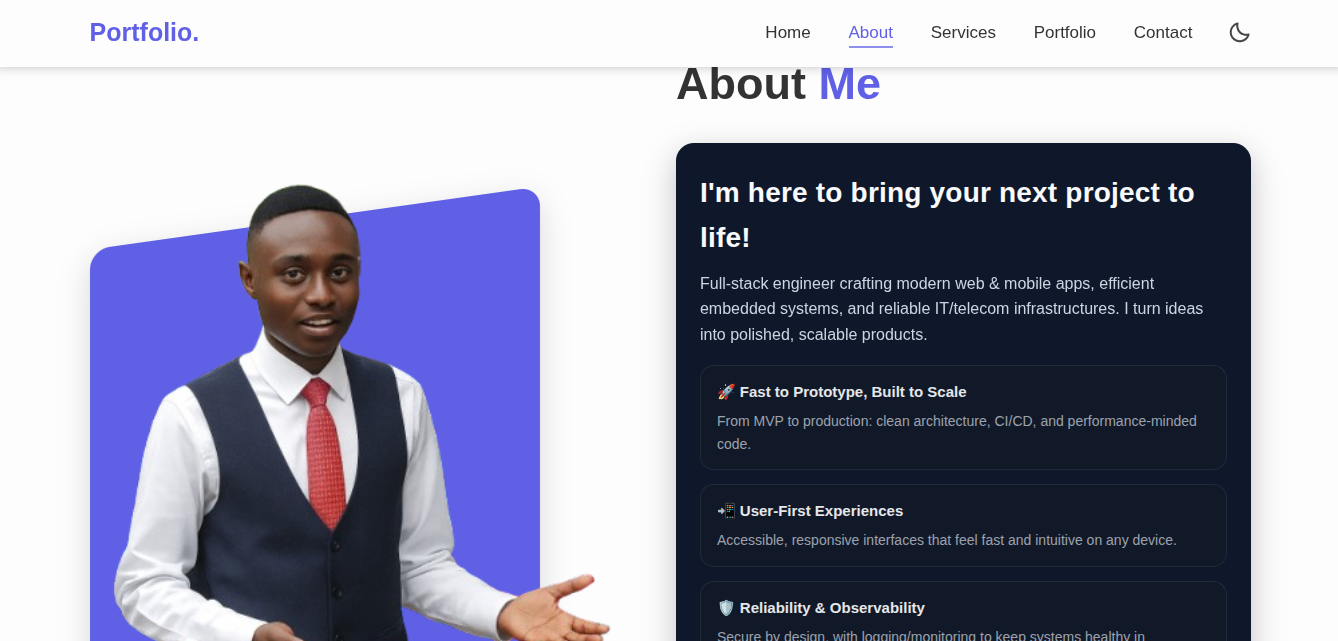 Portfolio.
Home About Services Portfolio Contact
About Me
I'm here to bring your next project to
life!
Full-stack engineer crafting modern web & mobile apps, efficient
embedded systems, and reliable IT/telecom infrastructures. I turn ideas
into polished, scalable products.
🚀 Fast to Prototype, Built to Scale
From MVP to production: clean architecture, CI/CD, and performance-minded
code.
📲 User-First Experiences
Accessible, responsive interfaces that feel fast and intuitive on any device.
🛡️ Reliability & Observability
Secure by design, with logging/monitoring to keep systems healthy in